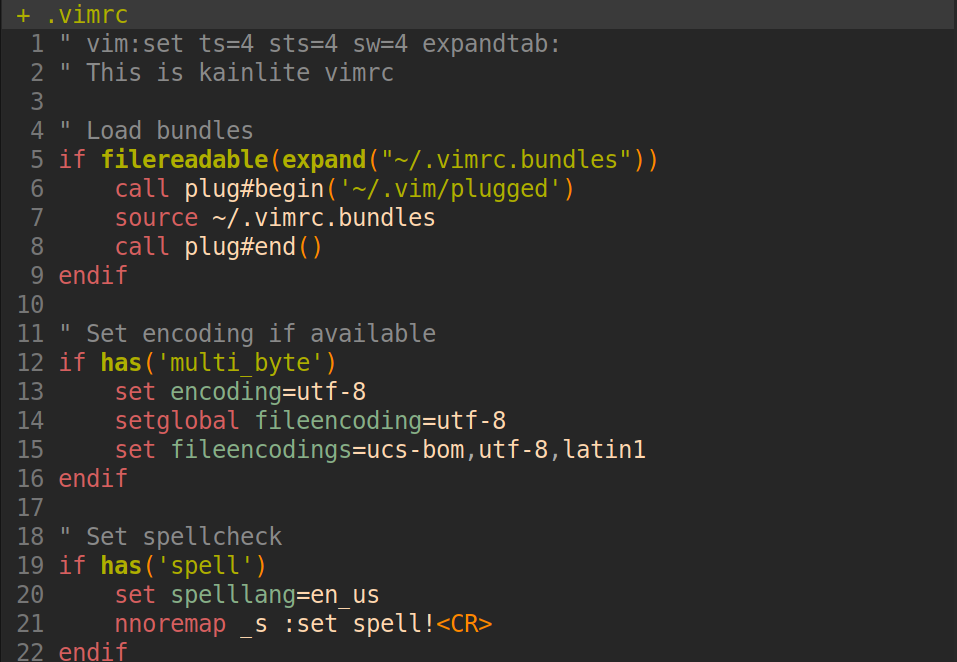 + .vimrc
1 " vim:set ts=4 sts=4 sw=4 expandtab:
2 " This is kainlite vimrc
3
4 " Load bundles
5 if filereadable(expand("~/.vimrc.bundles"))
6     call plug#begin('~/.vim/plugged')
7     source ~/.vimrc.bundles
8     call plug#end()
9 endif
10
11 " Set encoding if available
12 if has('multi_byte')
13     set encoding=utf-8
14     setglobal fileencoding=utf-8
15     set fileencodings=ucs-bom,utf-8,latin1
16 endif
17
18 " Set spellcheck
19 if has('spell')
20     set spelllang=en_us
21     nnoremap _s :set spell!<CR>
22 endif